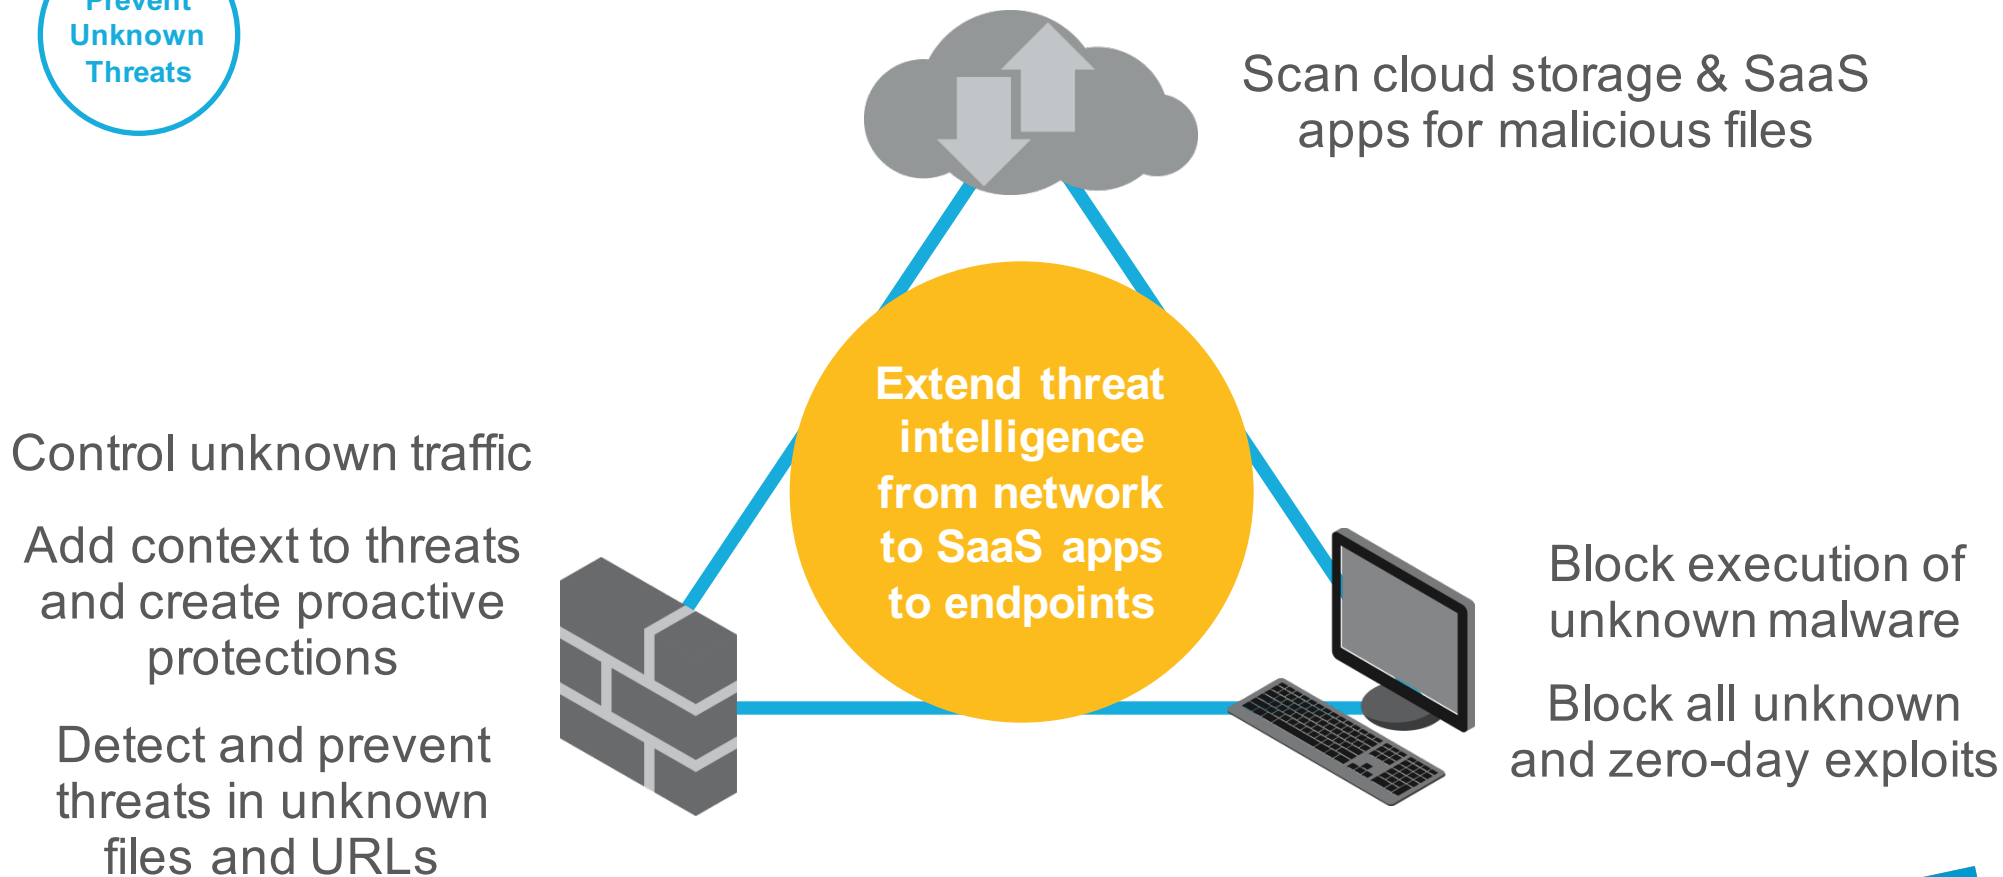 Prevent
Unknown
Threats
Scan cloud storage & SaaS
apps for malicious files
Extend threat
intelligence
from network
to SaaS apps
to endpoints
Control unknown traffic
Add context to threats
and create proactive
protections
Detect and prevent
threats in unknown
files and URLs
Block execution of
unknown malware
Block all unknown
and zero-day exploits